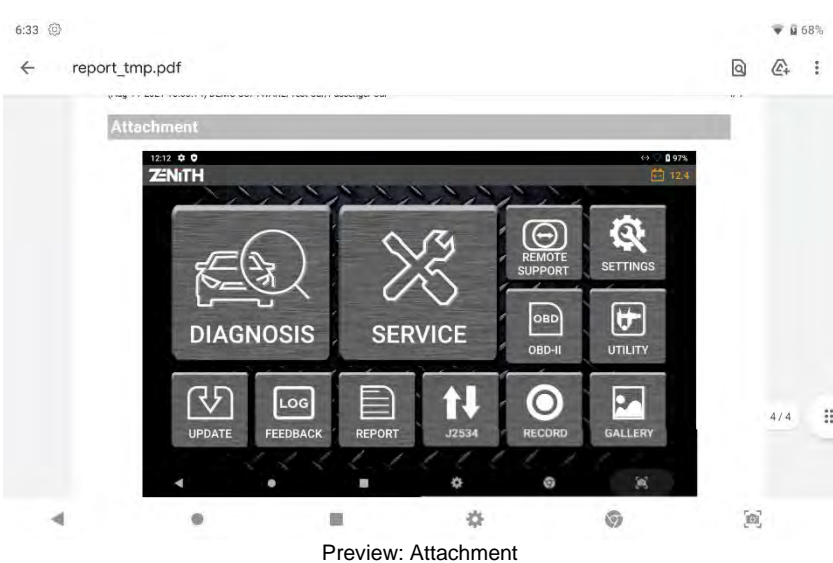 6:33 68%
report_tmp.pdf
Attachment
12:12 97%
ZENiTH 12.4
REMOTE
SUPPORT
SETTINGS
DIAGNOSIS
SERVICE
OBD
OBD-II
UTILITY
LOG
UPDATE
FEEDBACK
REPORT
J2534
RECORD
GALLERY
4 / 4
Preview: Attachment